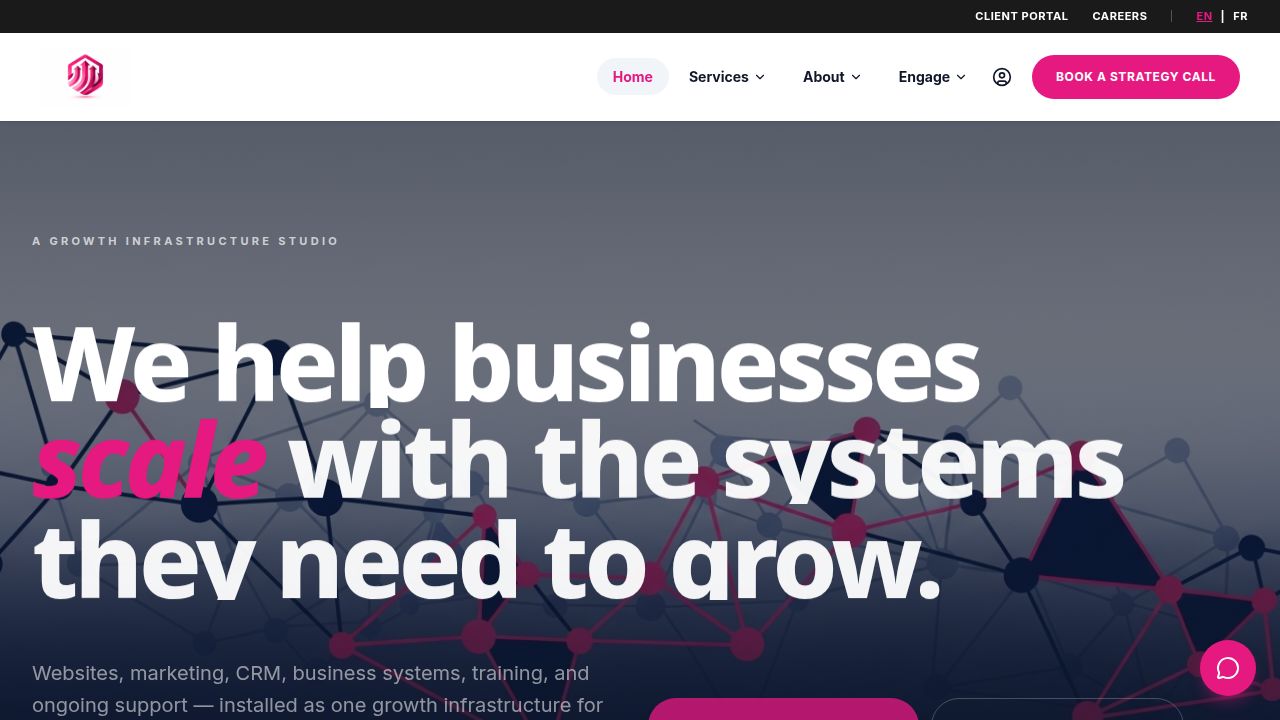 CLIENT PORTAL CAREERS EN | FR
Home Services About Engage BOOK A STRATEGY CALL
A GROWTH INFRASTRUCTURE STUDIO
We help businesses
scale with the systems
they need to grow.
Websites, marketing, CRM, business systems, training, and
ongoing support — installed as one growth infrastructure for